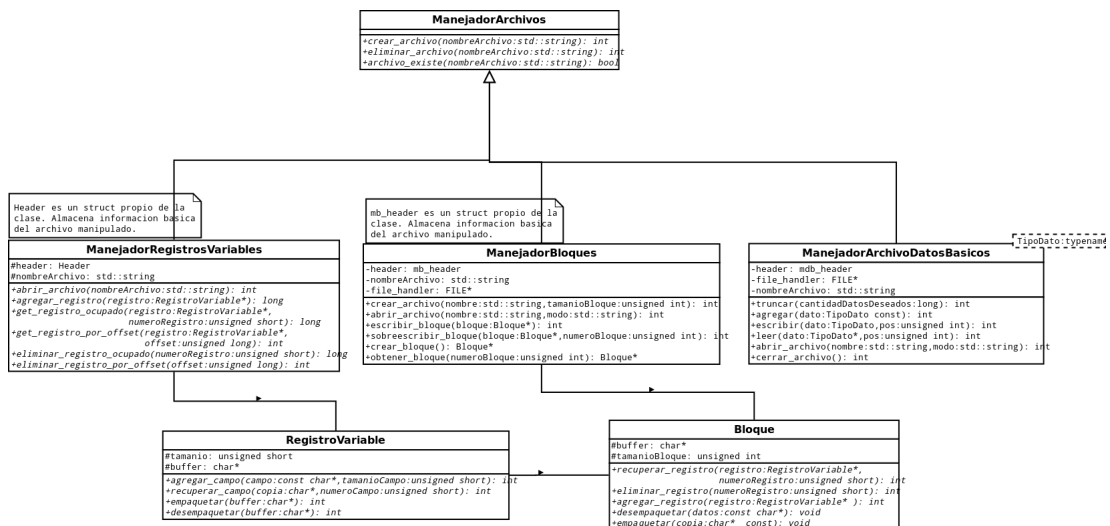 ManejadorArchivos
+crear_archivo(nombreArchivo:std::string): int
+eliminar_archivo(nombreArchivo:std::string): int
+archivo_existe(nombreArchivo:std::string): bool
Header es un struct propio de la
clase. Almacena informacion basica
del archivo manipulado.
mb_header es un struct propio de la
clase. Almacena informacion basica
del archivo manipulado.
ManejadorRegistrosVariables
#header: Header
#nombreArchivo: std::string
+abrir_archivo(nombreArchivo:std::string): int
+agregar_registro(registro:RegistroVariable*): long
+get_registro_ocupado(registro:RegistroVariable*,
numeroRegistro:unsigned short): long
+get_registro_por_offset(registro:RegistroVariable*,
offset:unsigned long): int
+eliminar_registro_ocupado(numeroRegistro:unsigned short): long
+eliminar_registro_por_offset(offset:unsigned long): int
ManejadorBloques
-header: mb_header
-nombreArchivo: std::string
-file_handler: FILE*
+crear_archivo(nombre:std::string,tamanioBloque:unsigned int): int
+abrir_archivo(nombre:std::string,modo:std::string): int
+escribir_bloque(bloque:Bloque*): int
+sobreescribir_bloque(bloque:Bloque*,numeroBloque:unsigned int): int
+crear_bloque(): Bloque*
+obtener_bloque(numeroBloque:unsigned int): Bloque*
TipoDato:typename
ManejadorArchivoDatosBasicos
-header: mdb_header
-file_handler: FILE*
-nombreArchivo: std::string
+truncar(cantidadDatosDeseados:long): int
+agregar(dato:TipoDato const): int
+escribir(dato:TipoDato,pos:unsigned int): int
+leer(dato:TipoDato*,pos:unsigned int): int
+abrir_archivo(nombre:std::string,modo:std::string): int
+cerrar_archivo(): int
RegistroVariable
#tamanio: unsigned short
#buffer: char*
+agregar_campo(campo:const char*,tamanioCampo:unsigned short): int
+recuperar_campo(copia:char*,numeroCampo:unsigned short): int
+empaquetar(buffer:char*): int
+desempaquetar(buffer:char*): int
Bloque
#buffer: char*
#tamanioBloque: unsigned int
+recuperar_registro(registro:RegistroVariable*,
numeroRegistro:unsigned short): int
+eliminar_registro(numeroRegistro:unsigned short): int
+agregar_registro(registro:RegistroVariable* ): int
+desempaquetar(datos:const char*): void
+empaquetar(copia:char* const): void